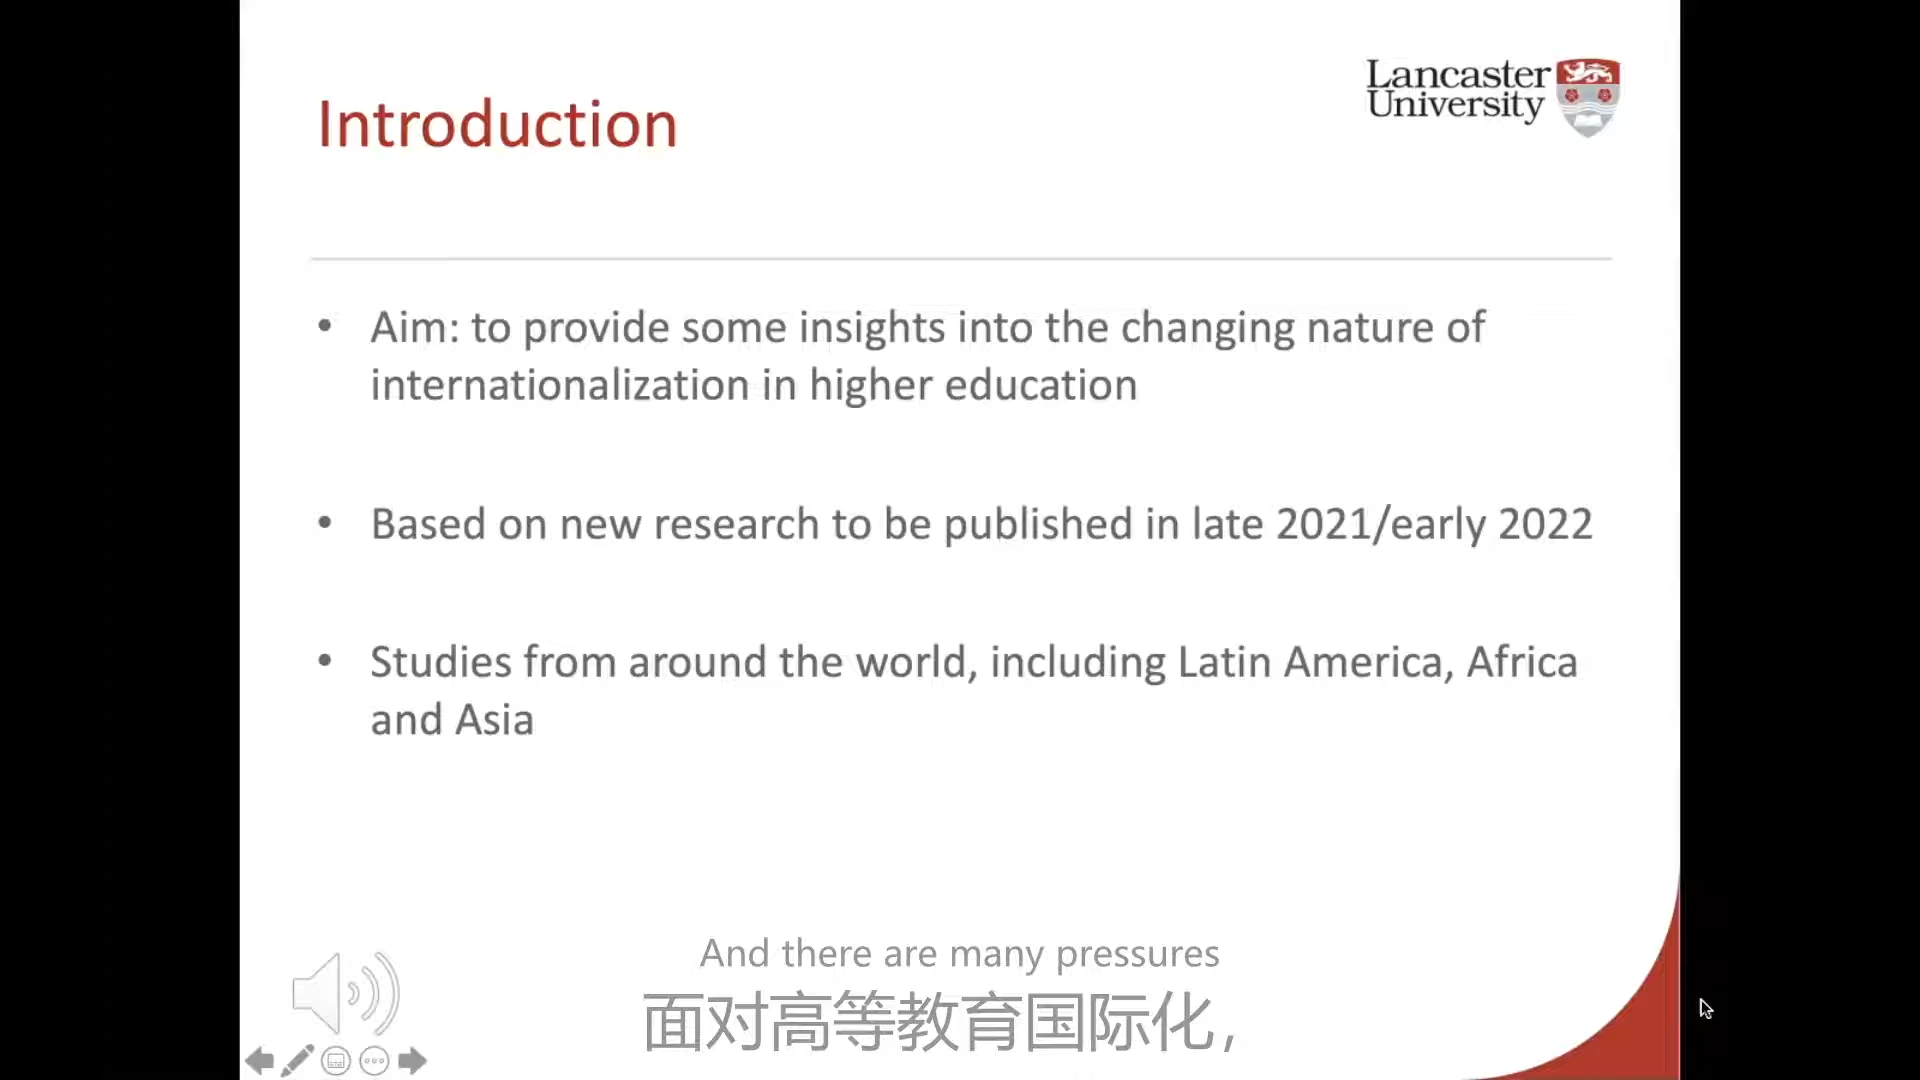 Lancaster
University
Introduction
• Aim: to provide some insights into the changing nature of
internationalization in higher education
• Based on new research to be published in late 2021/early 2022
• Studies from around the world, including Latin America, Africa
and Asia
And there are many pressures
面对高等教育国际化，